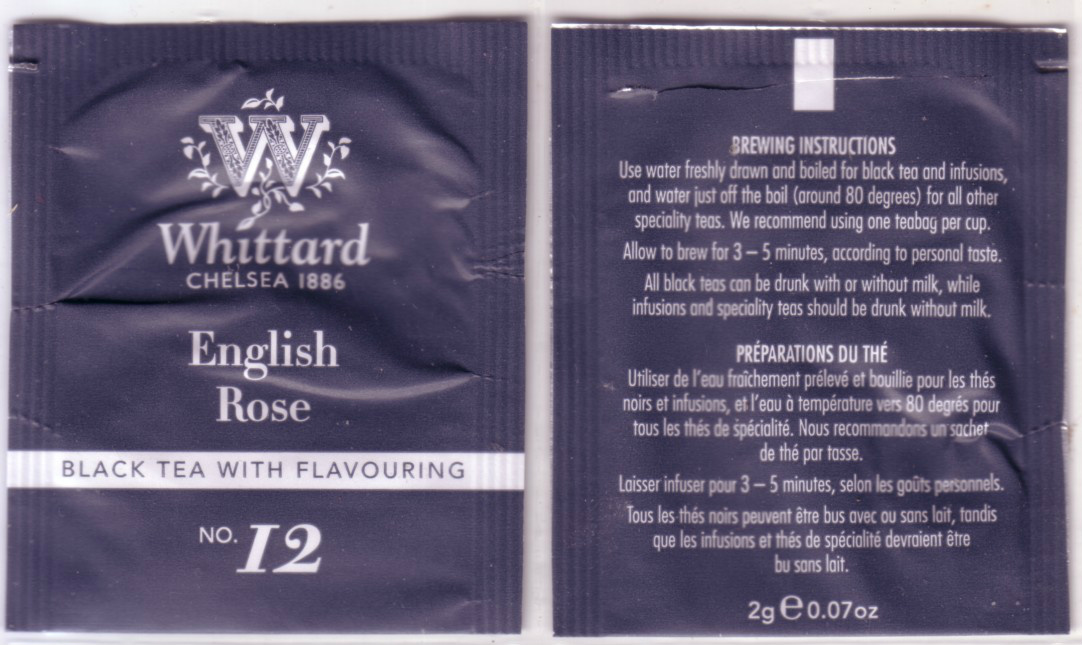 W
Whittard
CHELSEA 1886
English
Rose
BLACK TEA WITH FLAVOURING
NO. 12
BREWING INSTRUCTIONS
Use water freshly drawn and boiled for black tea and infusions,
and water just off the boil (around 80 degrees) for all other
speciality teas. We recommend using one teabag per cup.
Allow to brew for 3 – 5 minutes, according to personal taste.
All black teas can be drunk with or without milk, while
infusions and speciality teas should be drunk without milk.
PRÉPARATIONS DU THÉ
Utiliser de l'eau fraîchement prélevé et bouillie pour les thés
noirs et infusions, et l'eau à température vers 80 degrés pour
tous les thés de spécialité. Nous recommandons un sachet
de thé par tasse.
Laisser infuser pour 3 – 5 minutes, selon les goûts personnels.
Tous les thés noirs peuvent être bus avec ou sans lait, tandis
que les infusions et thés de spécialité devraient être
bu sans lait.
2g ℮ 0.07oz